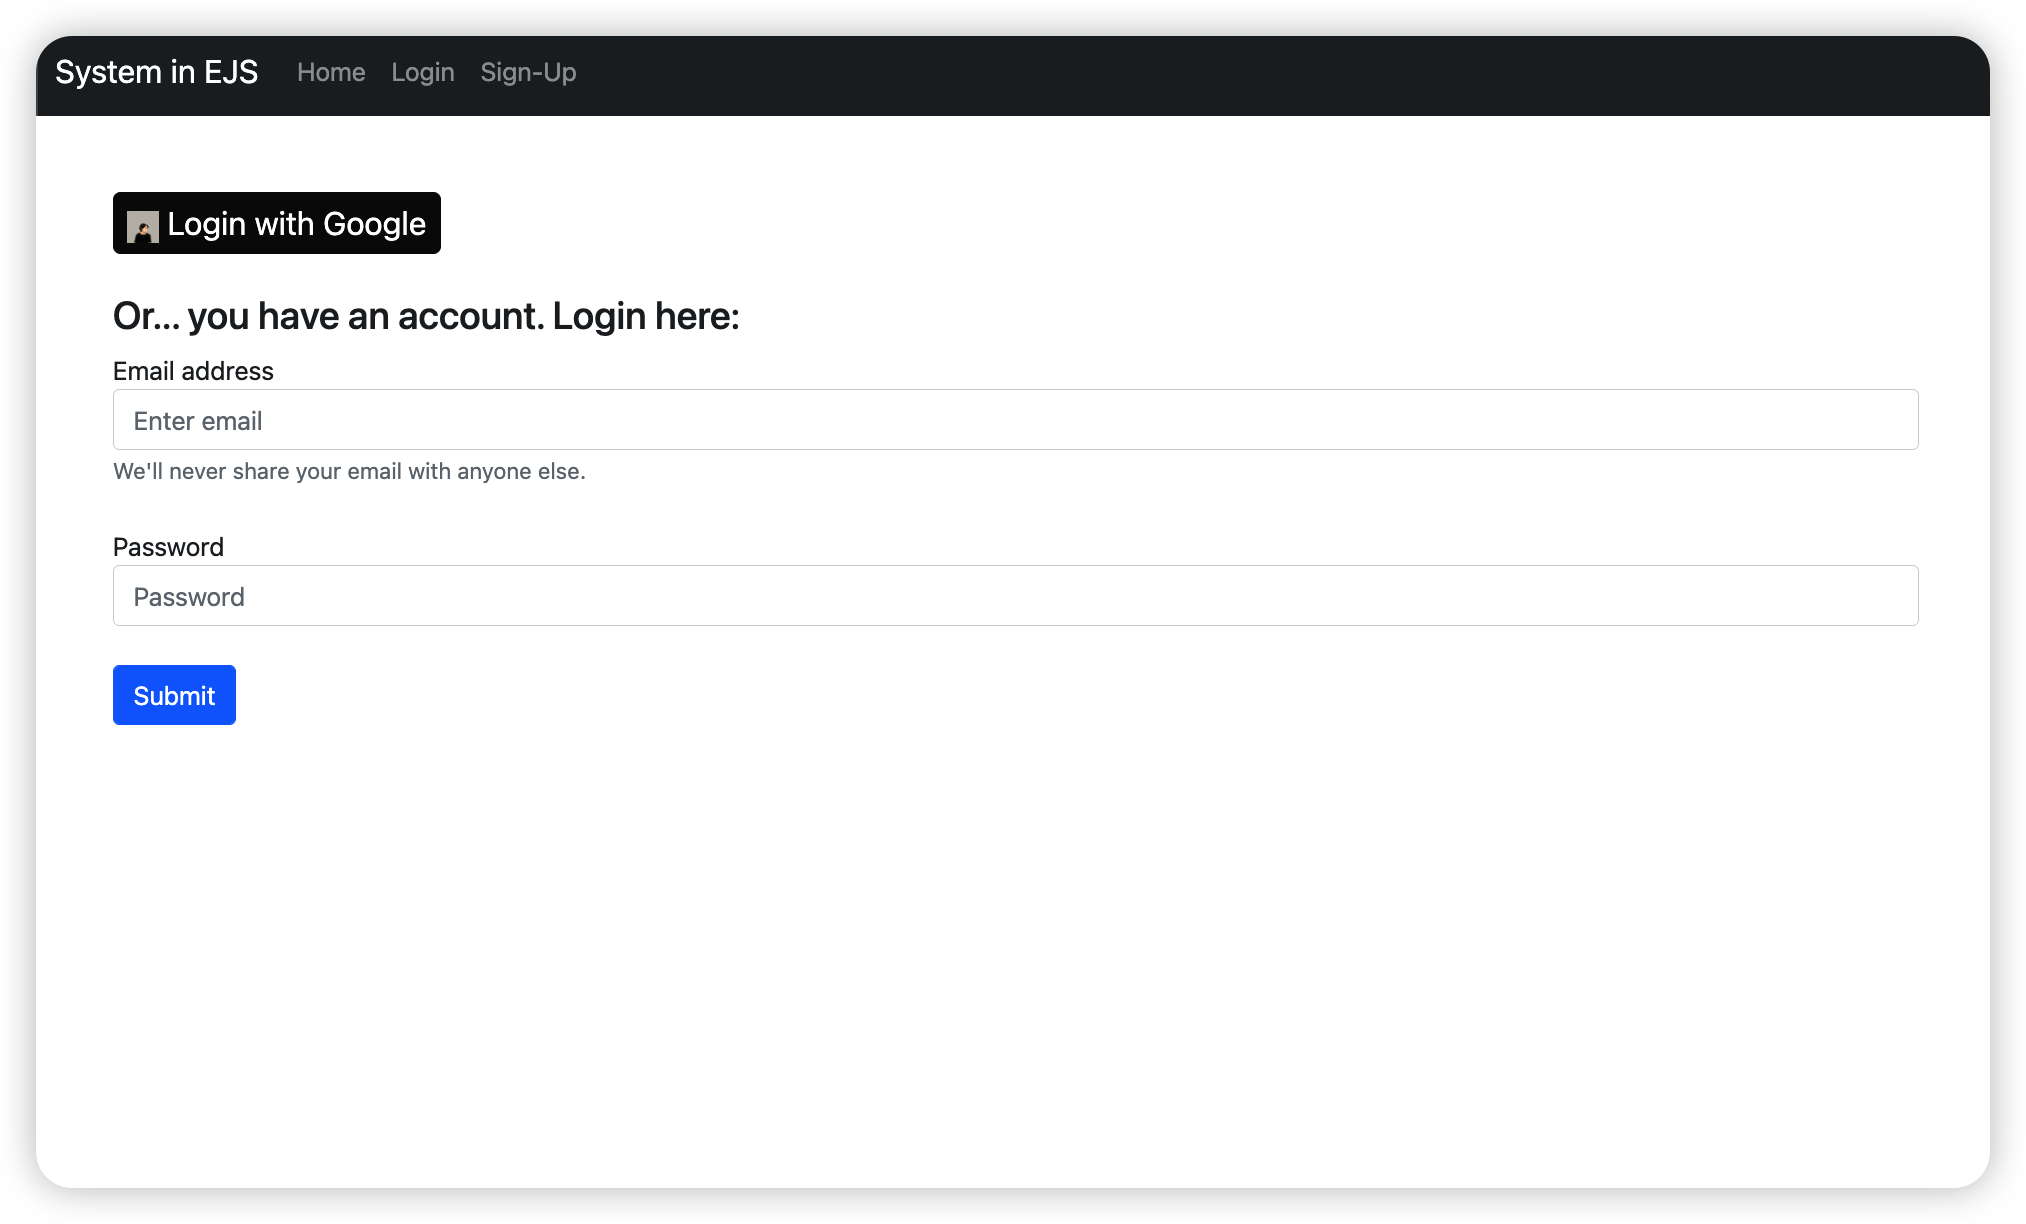 System in EJS Home Login Sign-Up
Login with Google
Or... you have an account. Login here:
Email address
Enter email
We'll never share your email with anyone else.
Password
Password
Submit